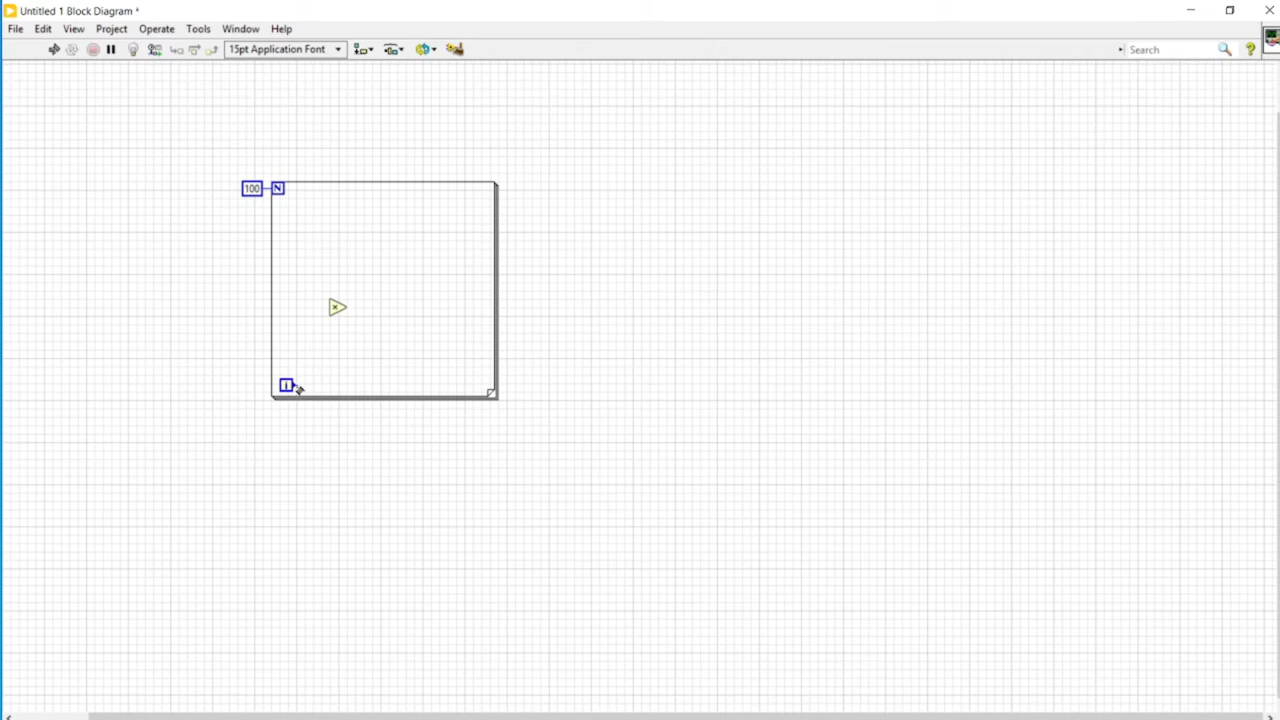 Untitled 1 Block Diagram *
File Edit View Project Operate Tools Window Help
15pt Application Font
Search
?
100 N
x
i